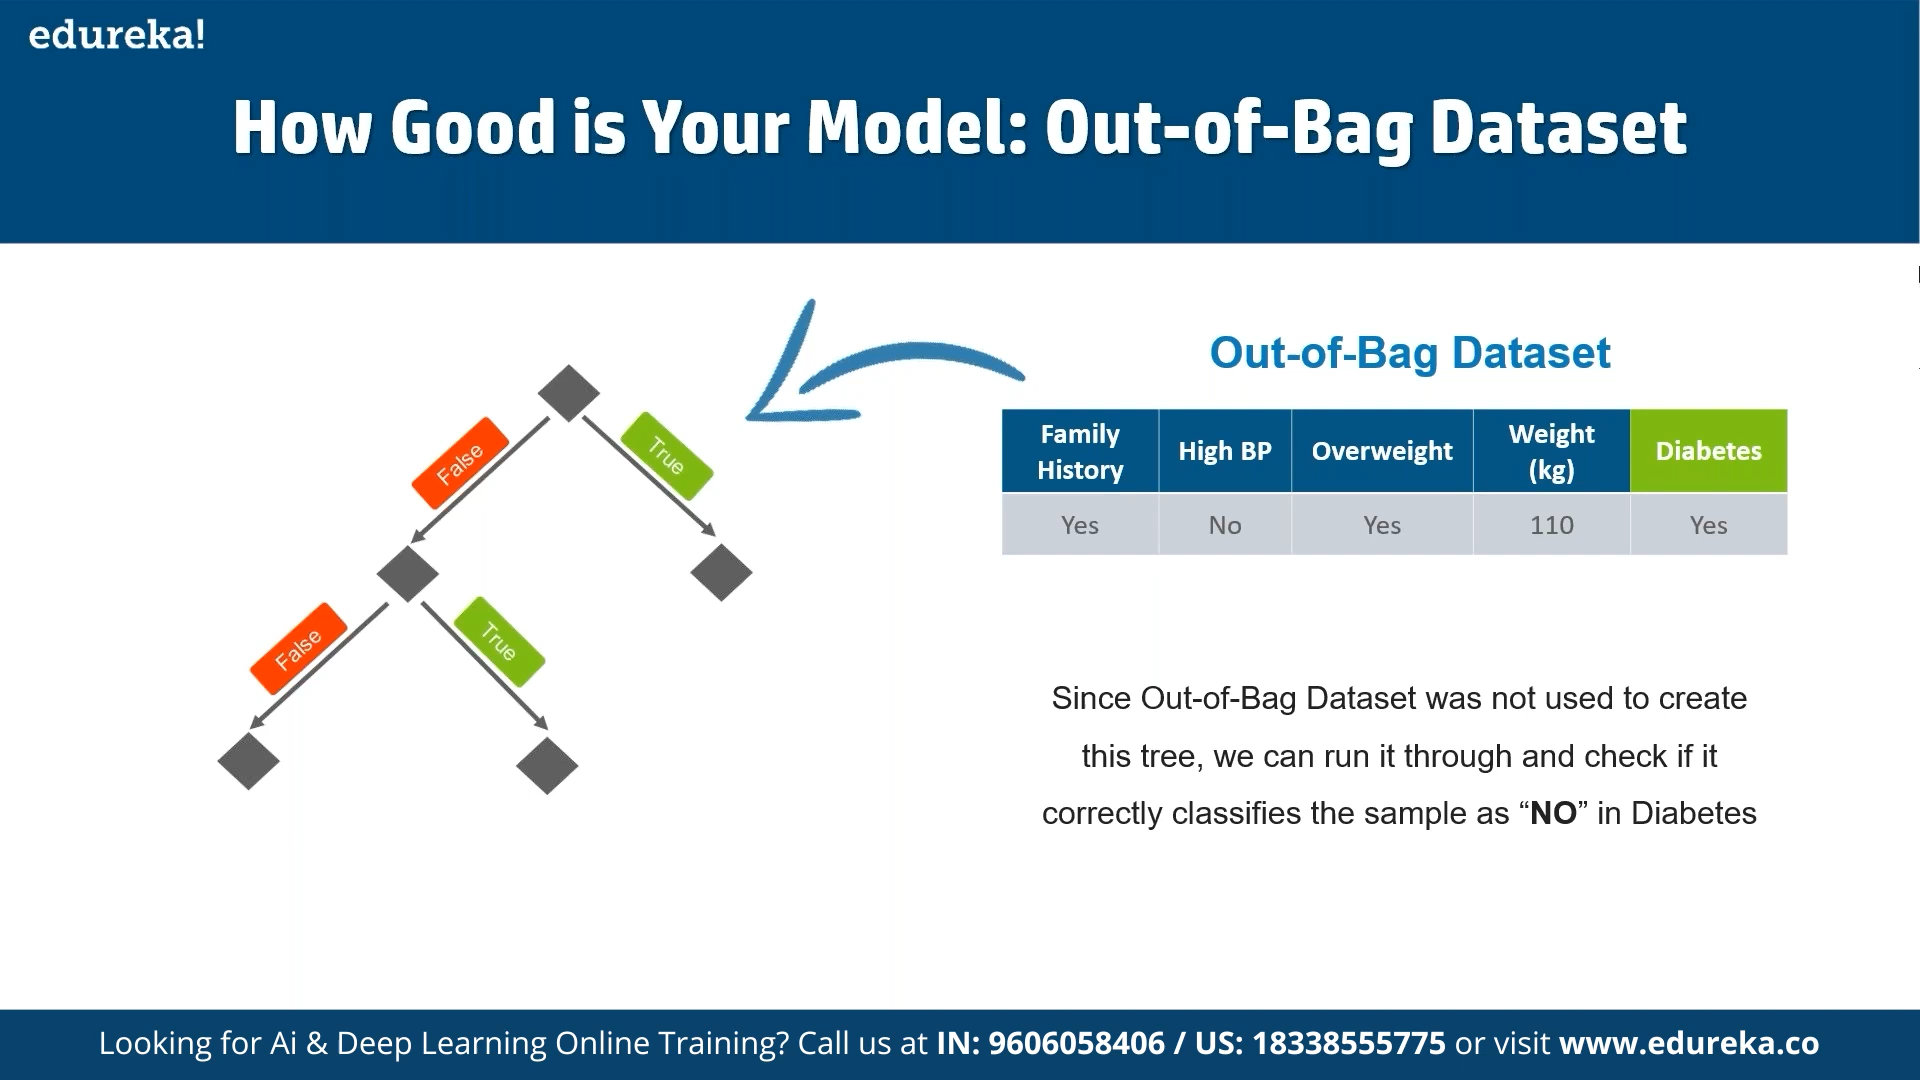 edureka!
How Good is Your Model: Out-of-Bag Dataset
False
True
False
True
Out-of-Bag Dataset
Family History High BP Overweight Weight (kg) Diabetes
Yes No Yes 110 Yes
Since Out-of-Bag Dataset was not used to create
this tree, we can run it through and check if it
correctly classifies the sample as “NO” in Diabetes
Looking for Ai & Deep Learning Online Training? Call us at IN: 9606058406 / US: 18338555775 or visit www.edureka.co